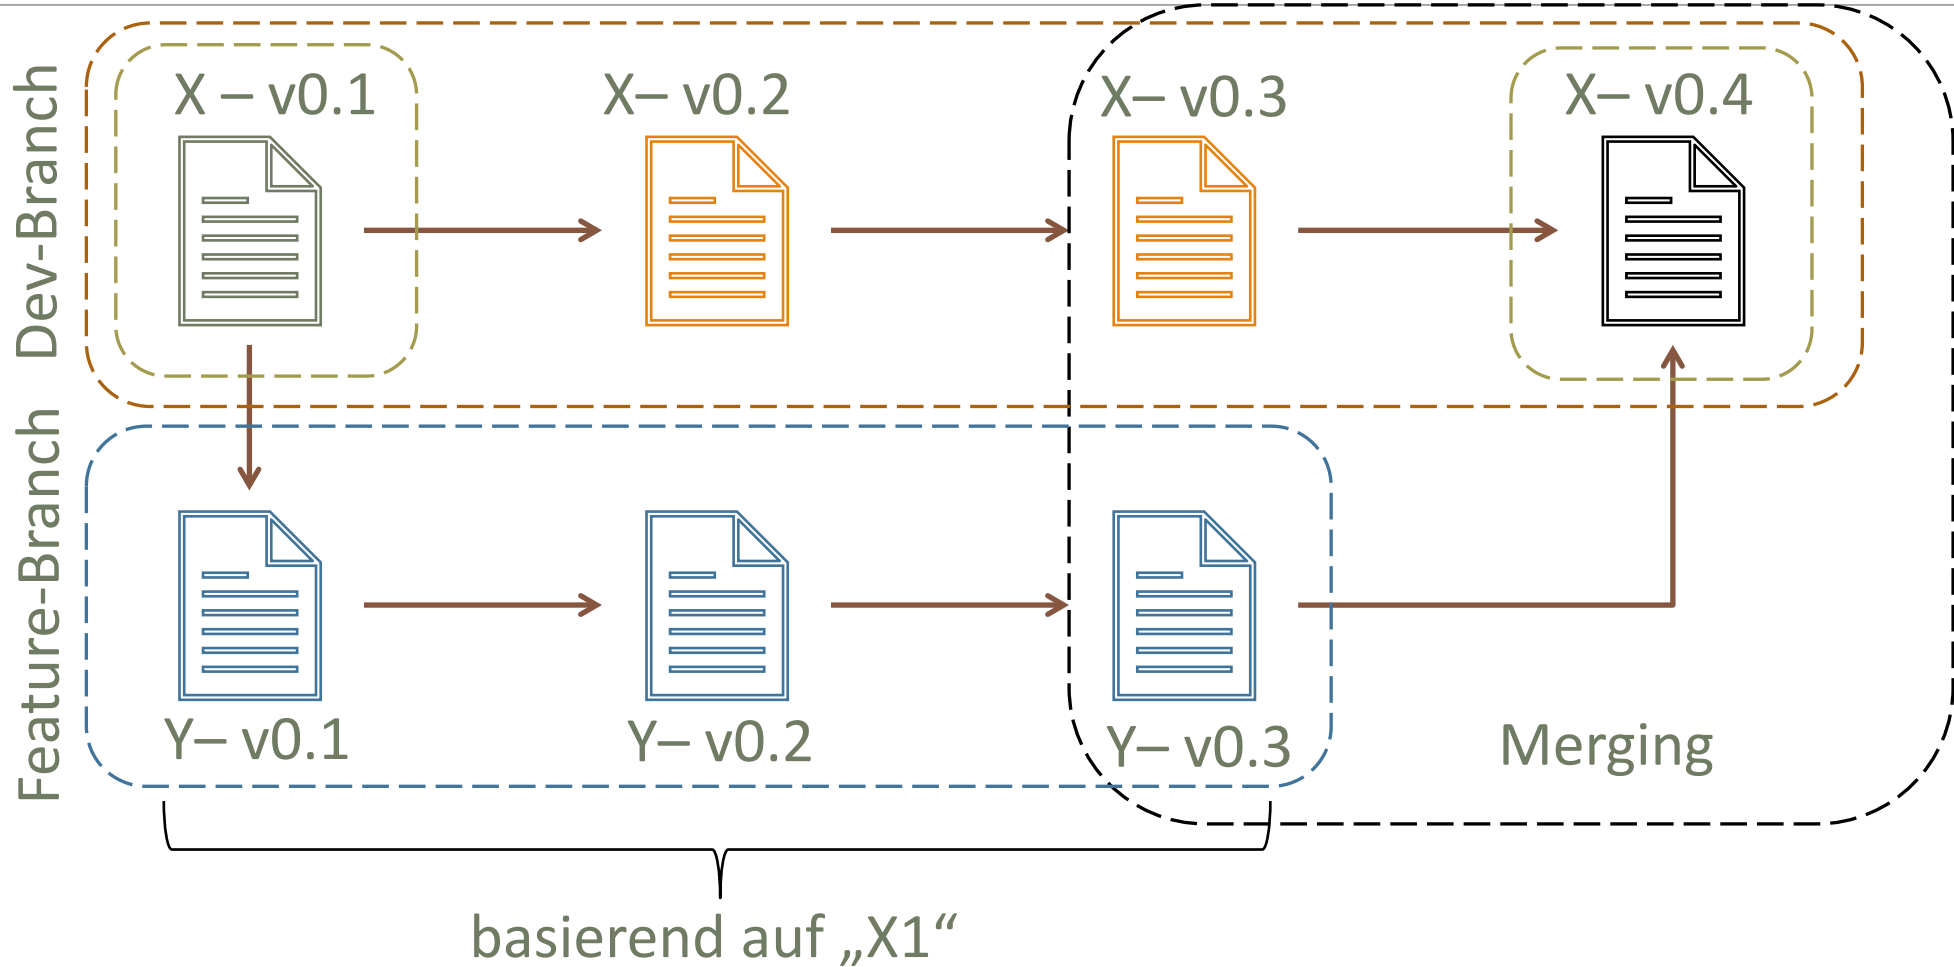 Dev-Branch
X – v0.1
X– v0.2
X– v0.3
X– v0.4
Feature-Branch
Y– v0.1
Y– v0.2
Y– v0.3
Merging
basierend auf „X1“